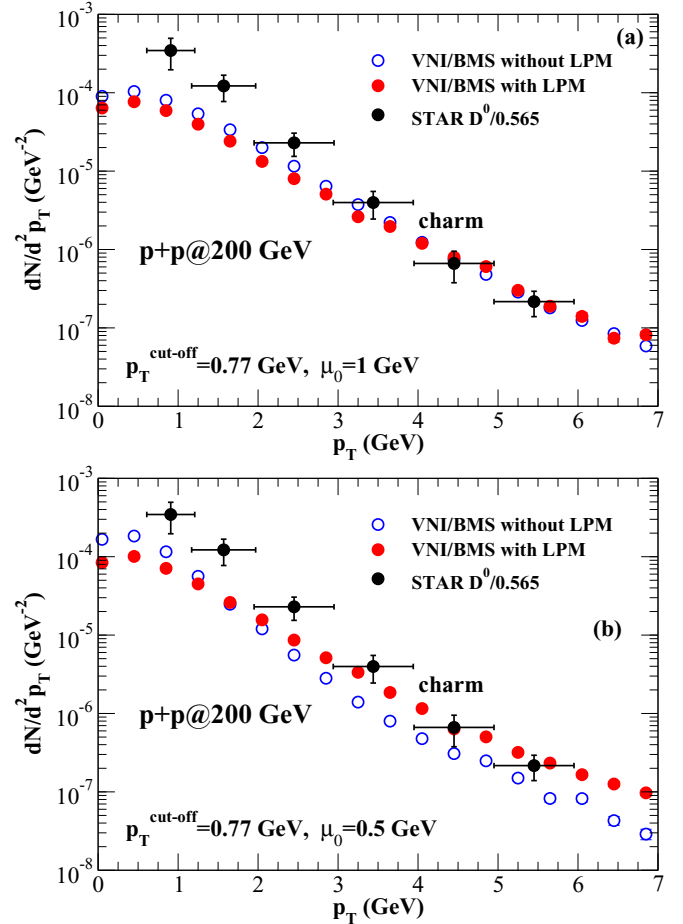 10^-3
(a)
VNI/BMS without LPM
VNI/BMS with LPM
10^-4
STAR D^0/0.565
10^-5
dN/d^2 p_T (GeV^-2)
charm
10^-6
p+p@200 GeV
10^-7
p_T^cut-off=0.77 GeV, μ_0=1 GeV
10^-8
0 1 2 3 4 5 6 7
p_T (GeV)
10^-3
VNI/BMS without LPM
VNI/BMS with LPM
10^-4
STAR D^0/0.565
(b)
10^-5
dN/d^2 p_T (GeV^-2)
charm
p+p@200 GeV
10^-6
10^-7
p_T^cut-off=0.77 GeV, μ_0=0.5 GeV
10^-8
0 1 2 3 4 5 6 7
p_T (GeV)